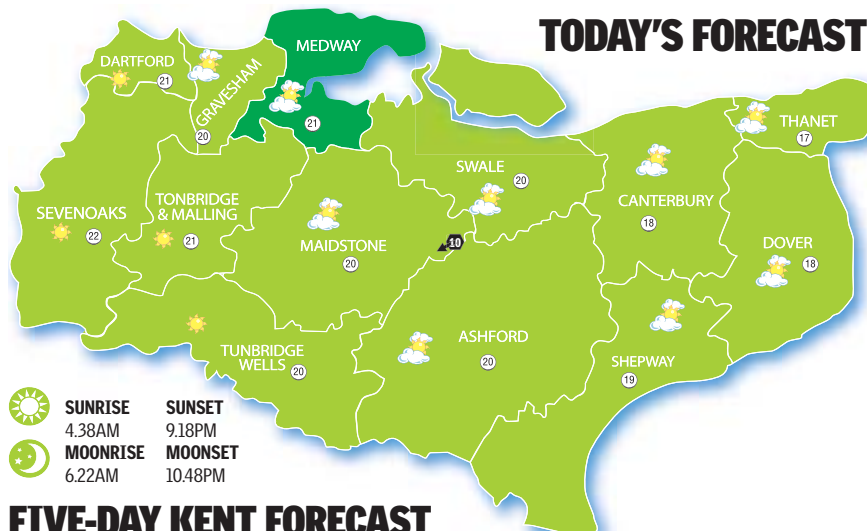 TODAY'S FORECAST
MEDWAY
21
DARTFORD
21
GRAVESHAM
20
THANET
17
SWALE
20
CANTERBURY
18
SEVENOAKS
22
TONBRIDGE
& MALLING
21
MAIDSTONE
20
10
DOVER
18
ASHFORD
20
TUNBRIDGE
WELLS
20
SHEPWAY
19
SUNRISE SUNSET
4.38AM 9.18PM
MOONRISE MOONSET
6.22AM 10.48PM
FIVE-DAY KENT FORECAST